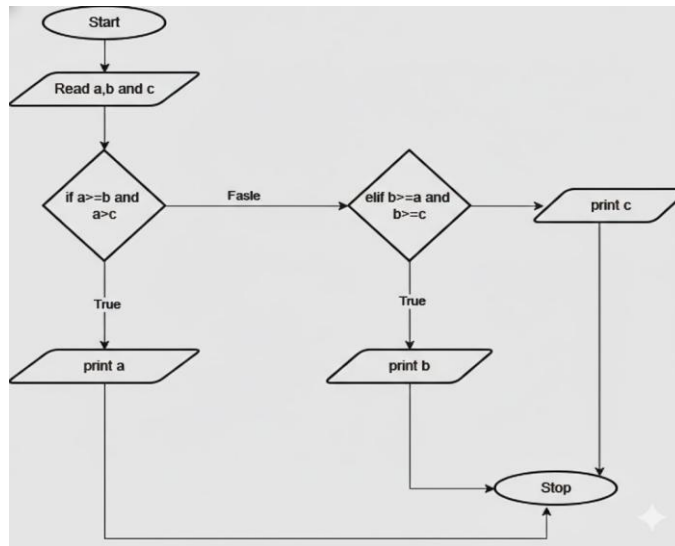 Start
Read a,b and c
if a>=b and
a>c
Fasle
elif b>=a and
b>=c
print c
True
True
print a
print b
Stop